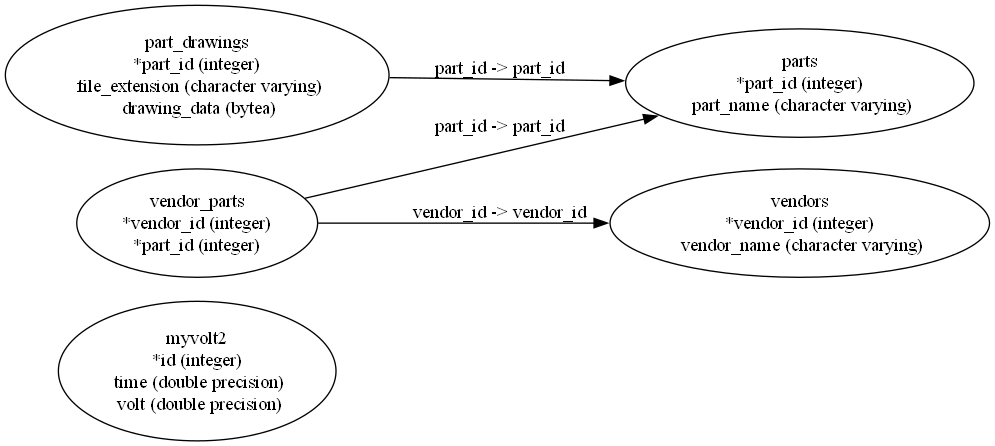 part_drawings
*part_id (integer)
file_extension (character varying)
drawing_data (bytea)
part_id -> part_id
parts
*part_id (integer)
part_name (character varying)
part_id -> part_id
vendor_parts
*vendor_id (integer)
*part_id (integer)
vendor_id -> vendor_id
vendors
*vendor_id (integer)
vendor_name (character varying)
myvolt2
*id (integer)
time (double precision)
volt (double precision)